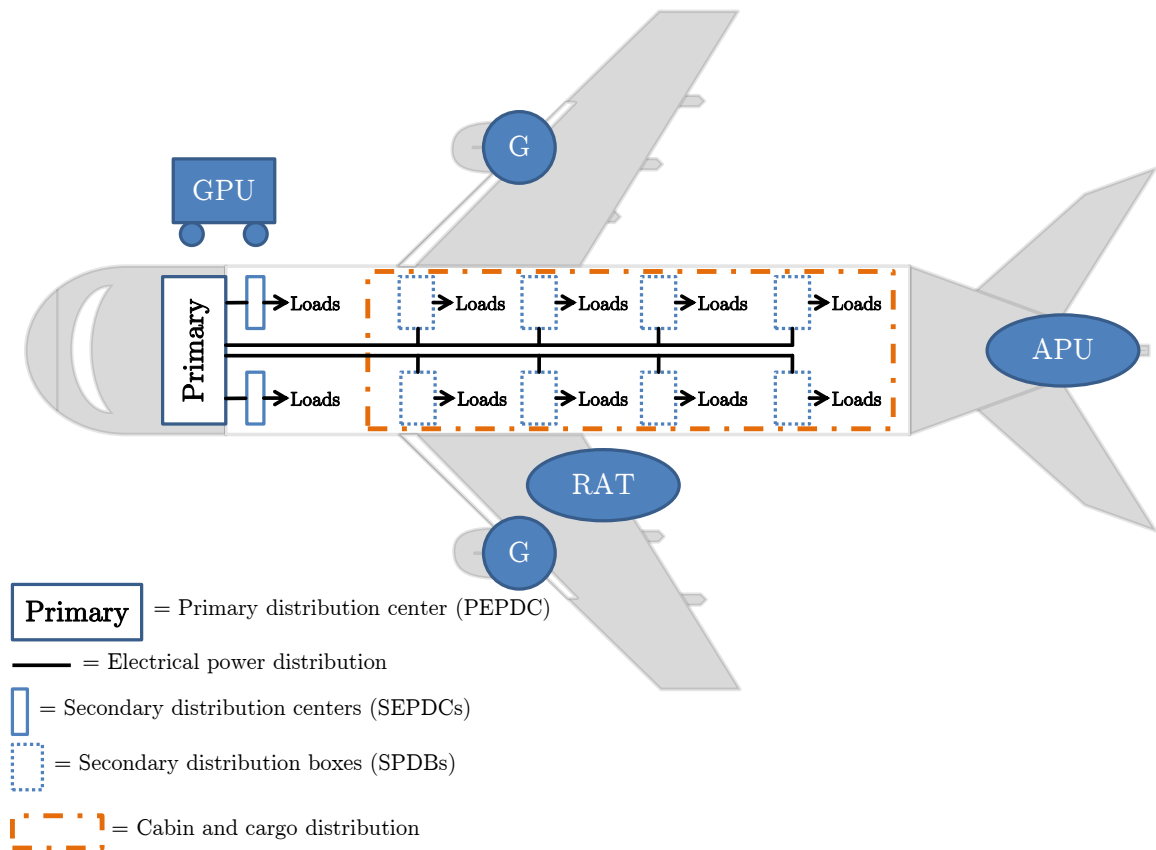 G
GPU
Primary
Loads
Loads
Loads
Loads
Loads
Loads
Loads
Loads
Loads
Loads
APU
RAT
G
Primary = Primary distribution center (PEPDC)
= Electrical power distribution
= Secondary distribution centers (SEPDCs)
= Secondary distribution boxes (SPDBs)
= Cabin and cargo distribution